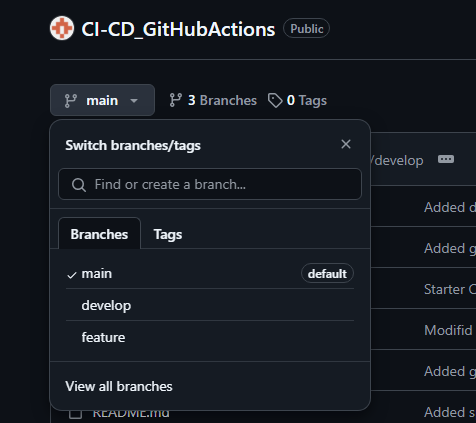 CI-CD_GitHubActions Public
main 3 Branches 0 Tags
Switch branches/tags
/develop
Find or create a branch...
Added d
Branches Tags
Added g
main default
Starter C
develop
Modifid
feature
Added g
View all branches
README.md Added s